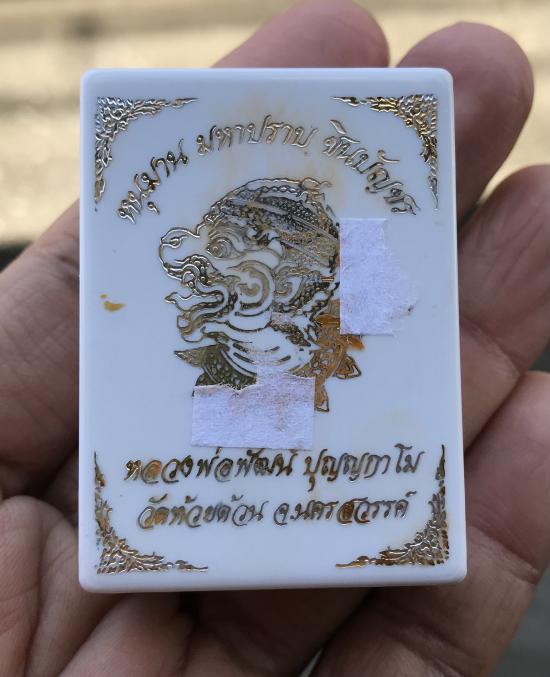 หนุมาน มหาปราบ ชินบัญชร
หลวงพ่อพัฒน์ ปุญญกาโม
วัดห้วยด้วน จ.นครสวรรค์